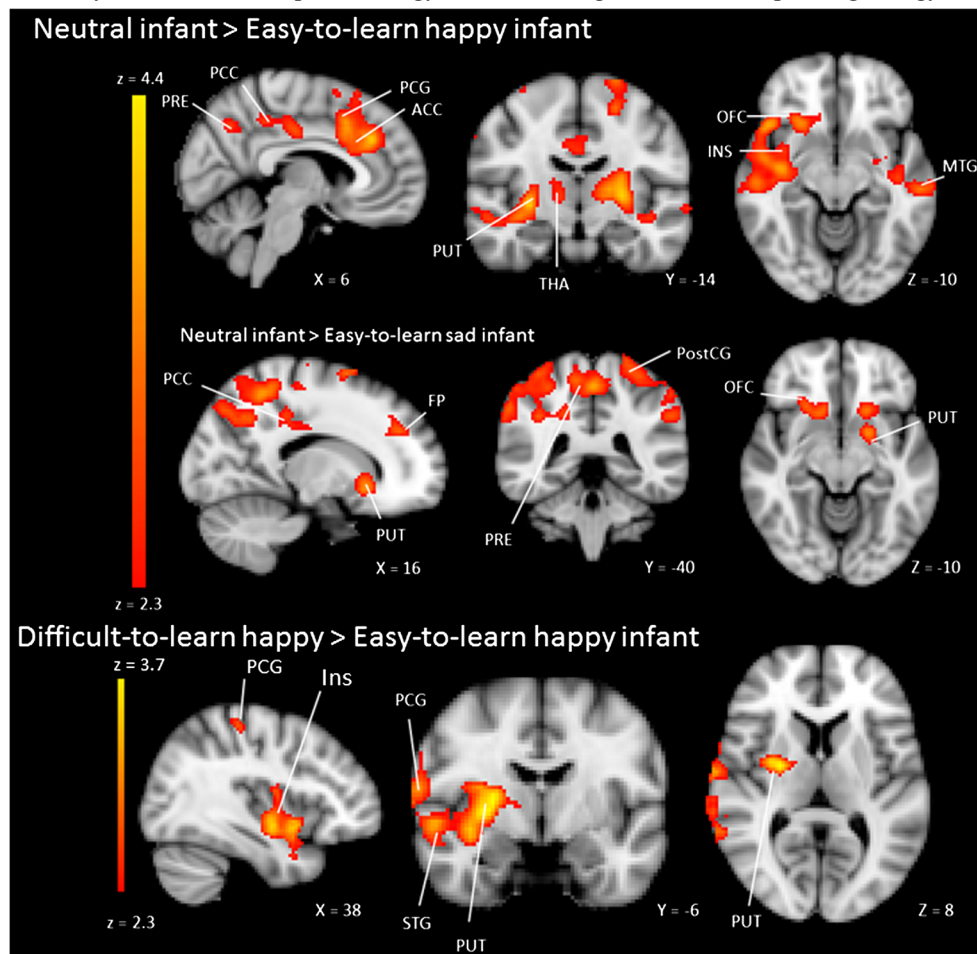 Neutral infant > Easy-to-learn happy infant
z = 4.4
PCC
PCG
PRE
ACC
OFC
INS
MTG
PUT
THA
X = 6
Y = -14
Z = -10
Neutral infant > Easy-to-learn sad infant
PCC
FP
PostCG
OFC
PUT
PUT
PRE
X = 16
Y = -40
Z = -10
z = 2.3
Difficult-to-learn happy > Easy-to-learn happy infant
z = 3.7
PCG
Ins
PCG
STG
PUT
PUT
z = 2.3
X = 38
Y = -6
Z = 8